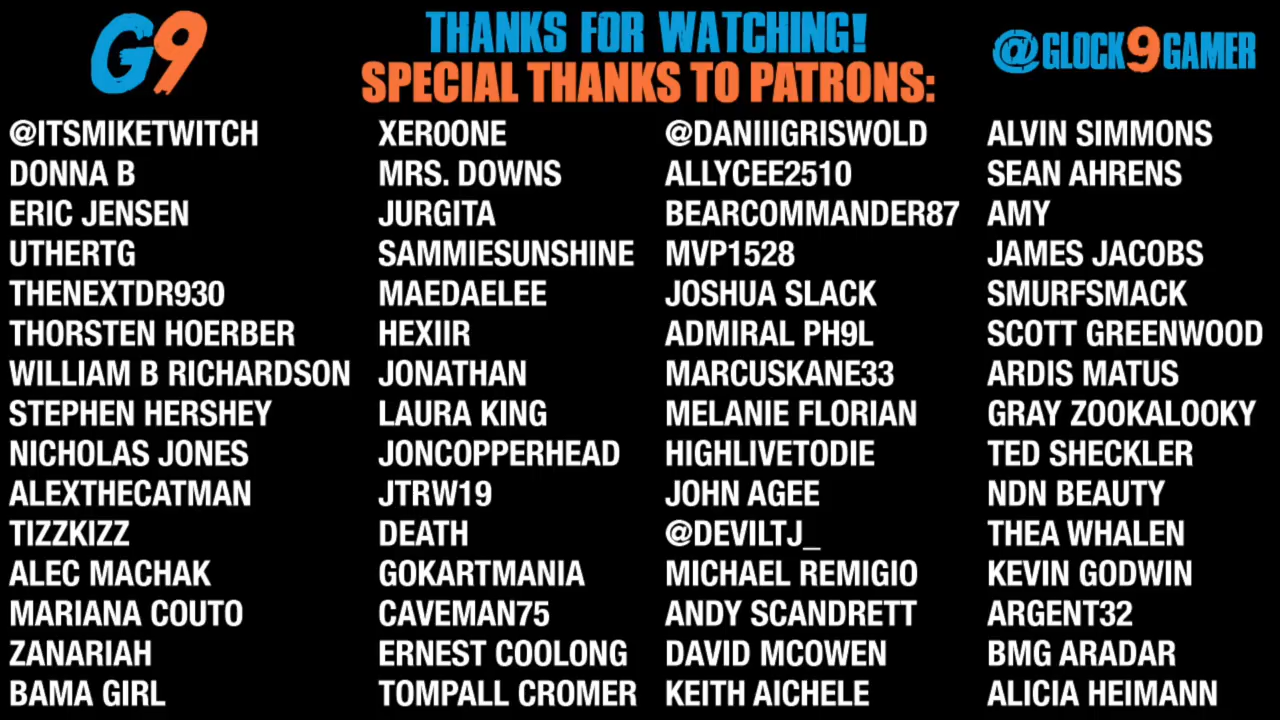 G9
THANKS FOR WATCHING!
SPECIAL THANKS TO PATRONS:
@GLOCK9GAMER
@ITSMIKETWITCH
DONNA B
ERIC JENSEN
UTHERTG
THENEXTDR930
THORSTEN HOERBER
WILLIAM B RICHARDSON
STEPHEN HERSHEY
NICHOLAS JONES
ALEXTHECATMAN
TIZZKIZZ
ALEC MACHAK
MARIANA COUTO
ZANARIAH
BAMA GIRL
XER0ONE
MRS. DOWNS
JURGITA
SAMMIESUNSHINE
MAEDAELEE
HEXIIR
JONATHAN
LAURA KING
JONCOPPERHEAD
JTRW19
DEATH
GOKARTMANIA
CAVEMAN75
ERNEST COOLONG
TOMPALL CROMER
@DANIIIGRISWOLD
ALLYCEE2510
BEARCOMMANDER87
MVP1528
JOSHUA SLACK
ADMIRAL PH9L
MARCUSKANE33
MELANIE FLORIAN
HIGHLIVETODIE
JOHN AGEE
@DEVILTJ_
MICHAEL REMIGIO
ANDY SCANDRETT
DAVID MCOWEN
KEITH AICHELE
ALVIN SIMMONS
SEAN AHRENS
AMY
JAMES JACOBS
SMURFSMACK
SCOTT GREENWOOD
ARDIS MATUS
GRAY ZOOKALOOKY
TED SHECKLER
NDN BEAUTY
THEA WHALEN
KEVIN GODWIN
ARGENT32
BMG ARADAR
ALICIA HEIMANN